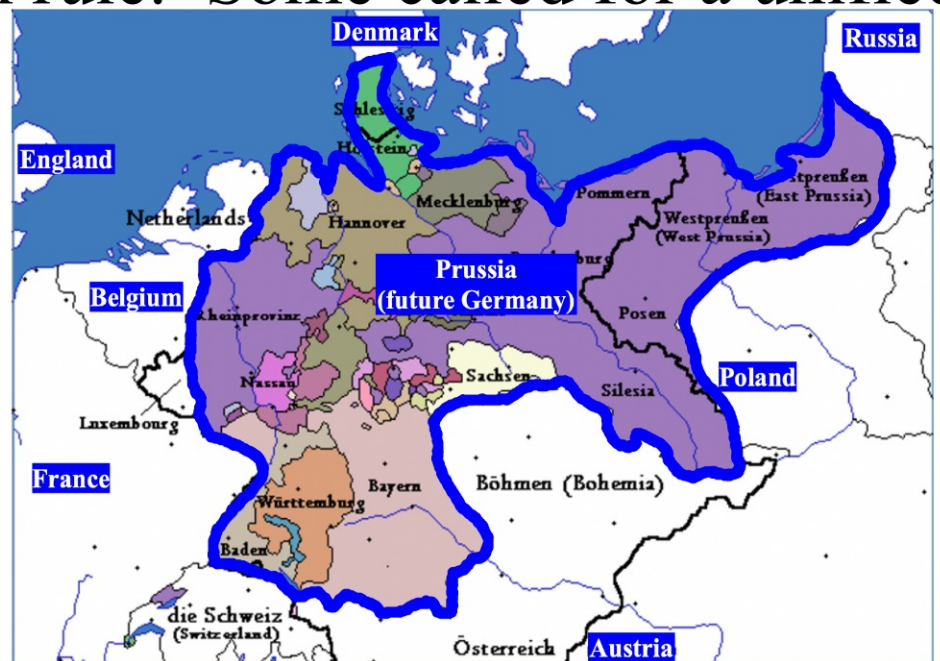 Denmark
Russia
England
Schleswig
Holstein
Netherlands
Hannover
Mecklenburg
Pommern
Westpreußen
(West Prussia)
(East Prussia)
Belgium
Prussia
(future Germany)
Rheinprovinz
Posen
Nassau
Sachsen
Silesia
Poland
Luxembourg
France
Württemburg
Bayern
Böhmen (Bohemia)
Baden
die Schweiz
(Switzerland)
Österreich
Austria